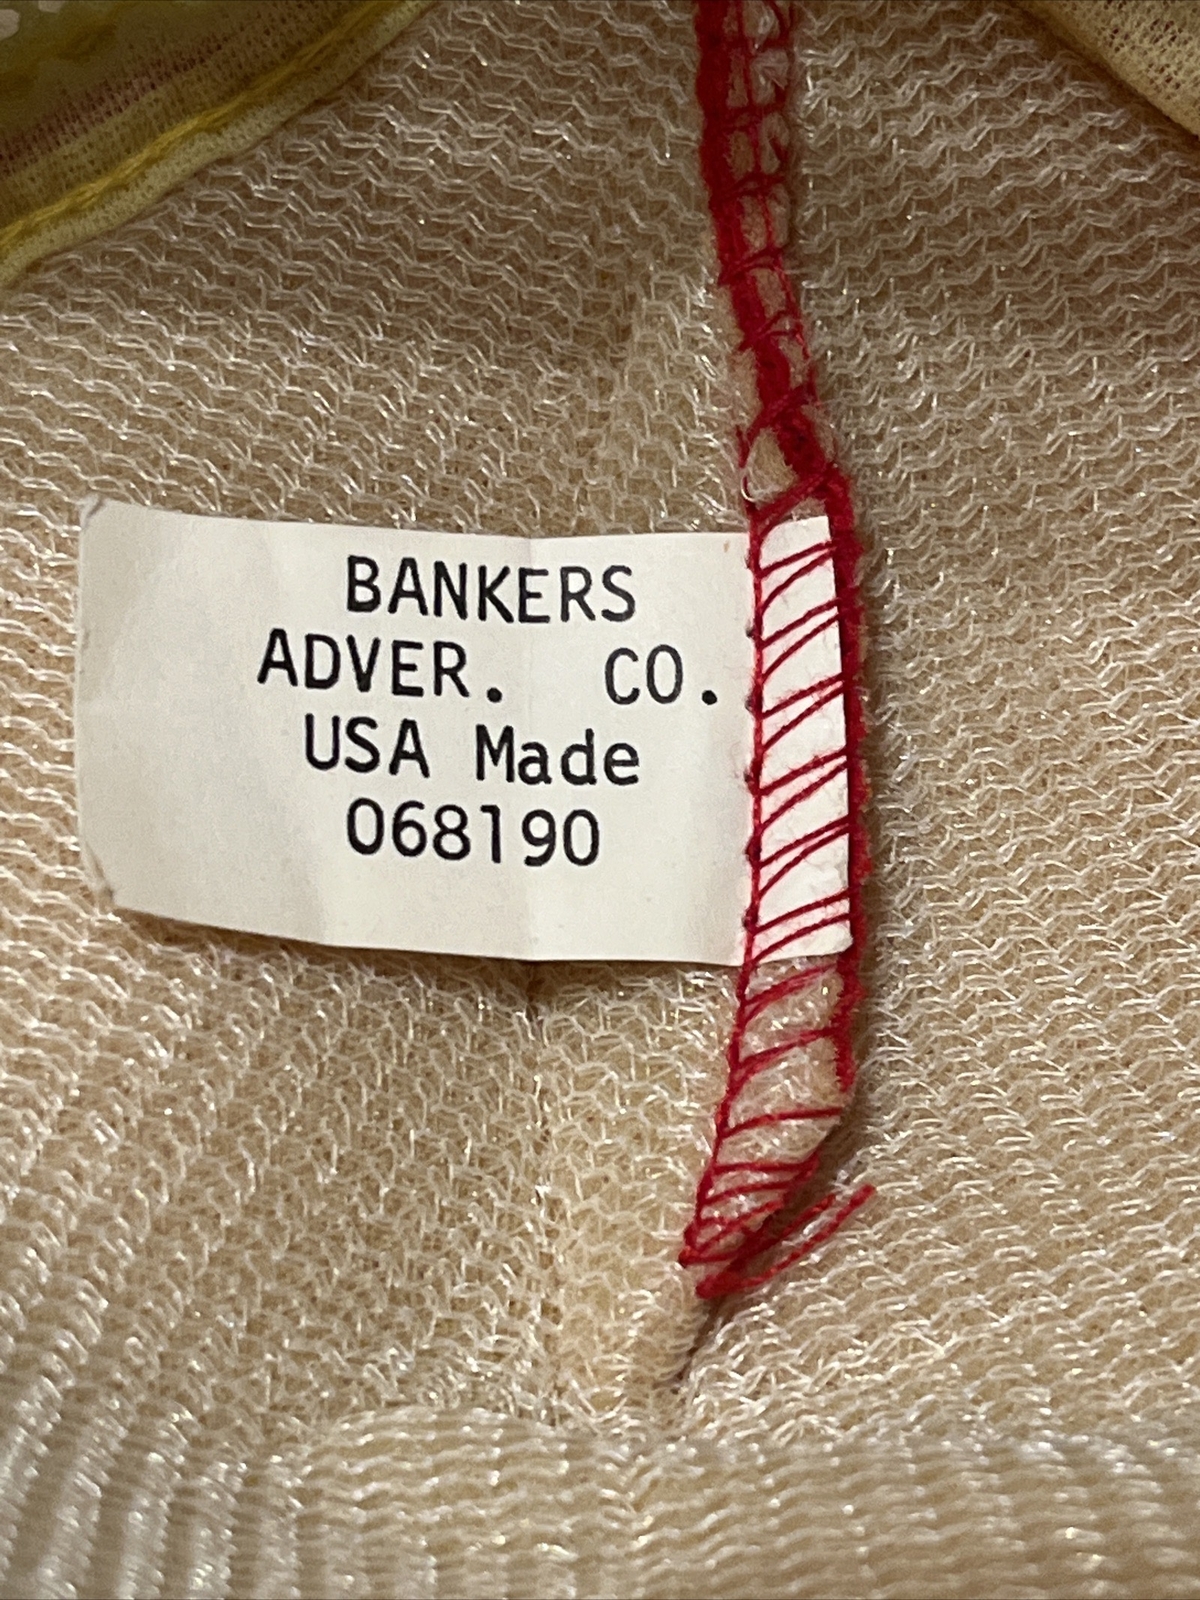 BANKERS
ADVER. CO.
USA Made
068190